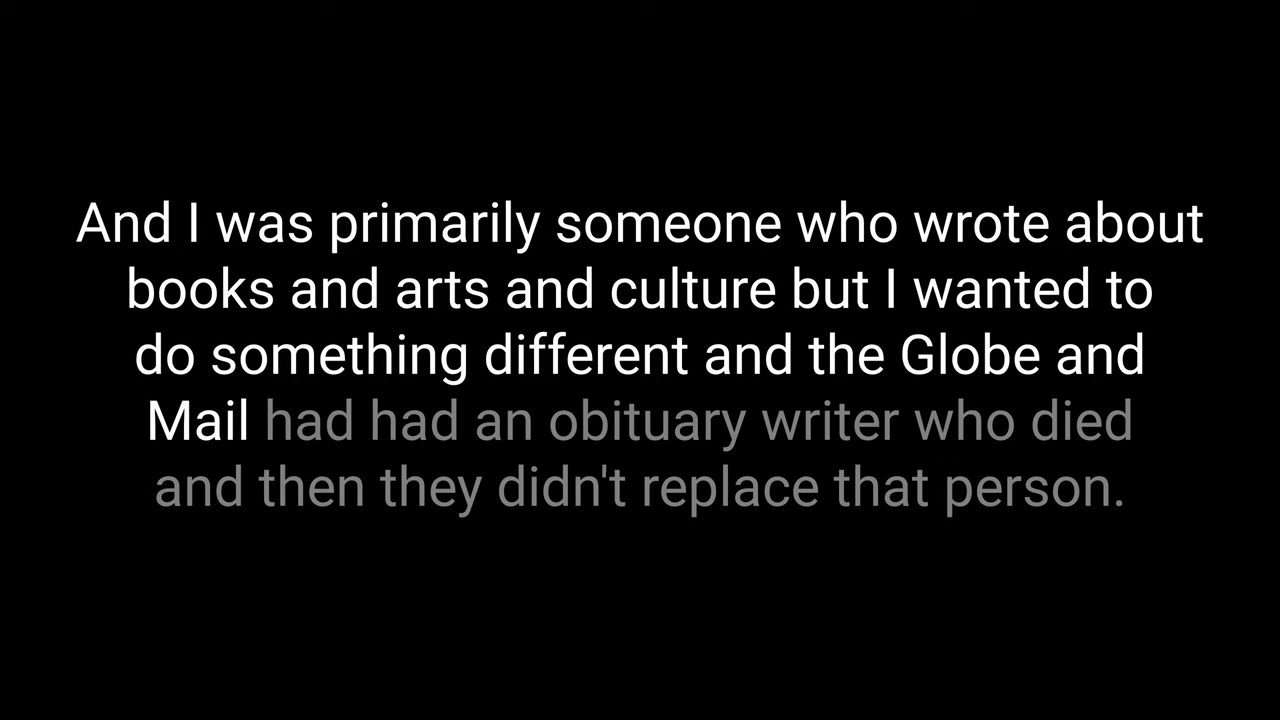 And I was primarily someone who wrote about
books and arts and culture but I wanted to
do something different and the Globe and
Mail had had an obituary writer who died
and then they didn't replace that person.